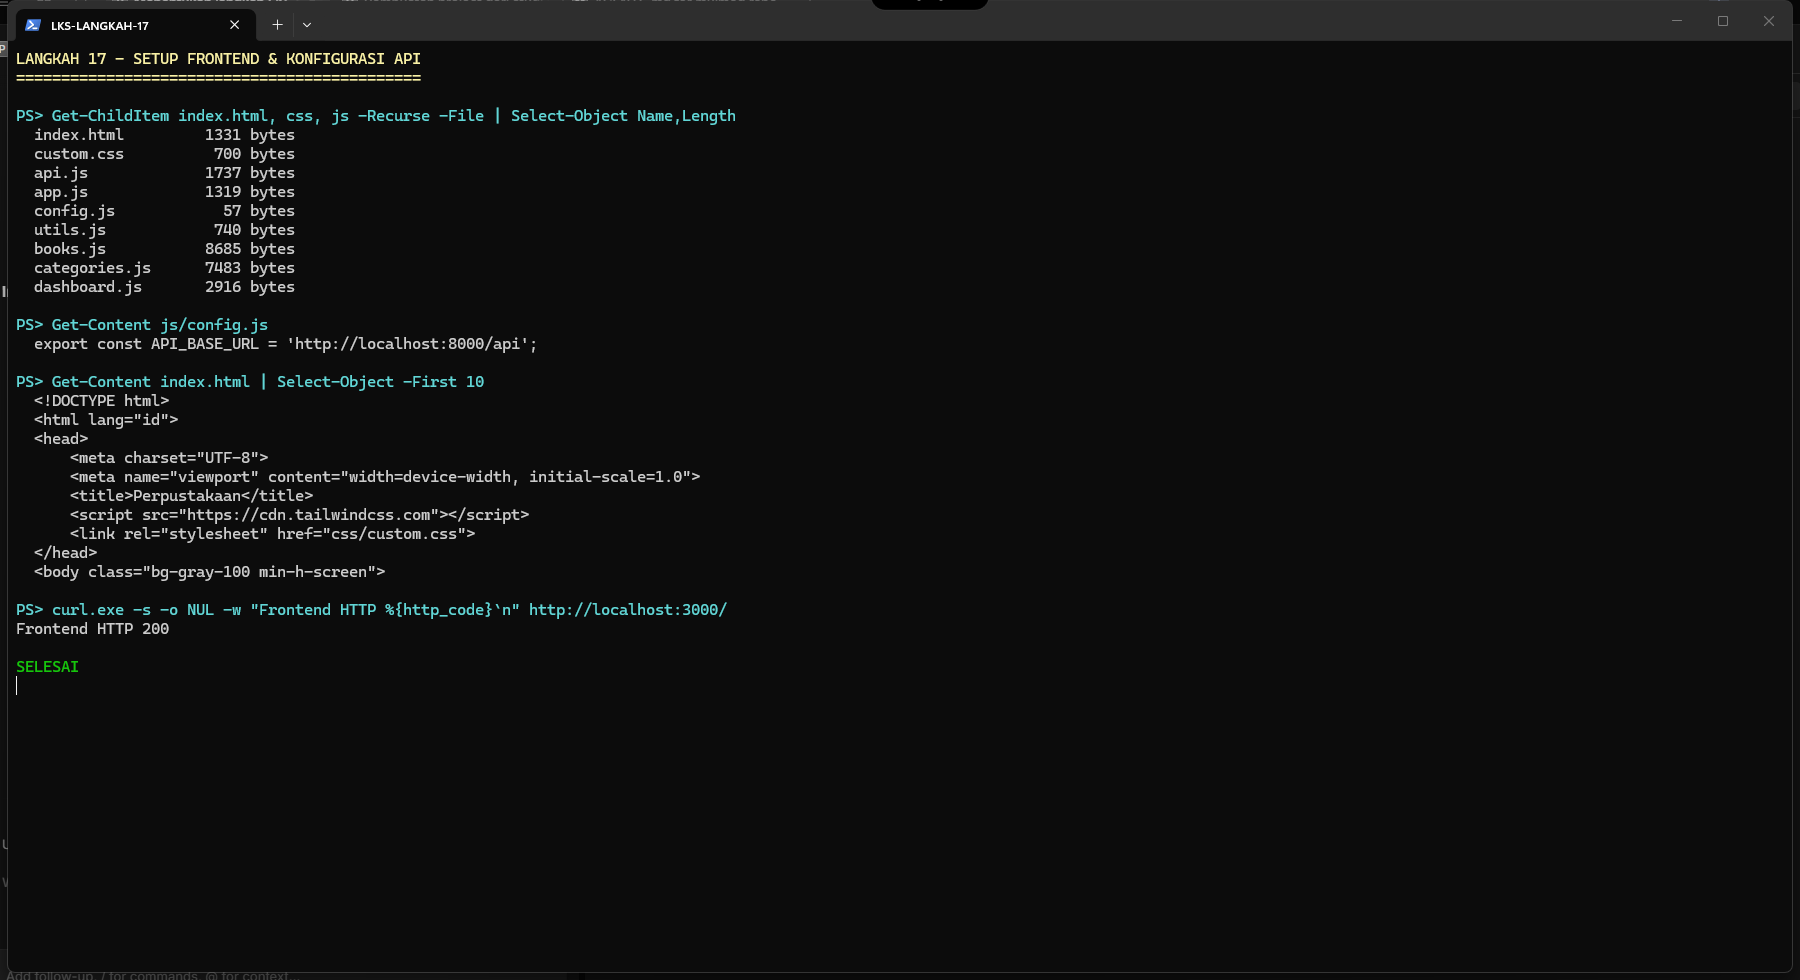 LKS-LANGKAH-17
LANGKAH 17 - SETUP FRONTEND & KONFIGURASI API
=============================================
PS> Get-ChildItem index.html, css, js -Recurse -File | Select-Object Name,Length
index.html 1331 bytes
custom.css 700 bytes
api.js 1737 bytes
app.js 1319 bytes
config.js 57 bytes
utils.js 740 bytes
books.js 8685 bytes
categories.js 7483 bytes
dashboard.js 2916 bytes
PS> Get-Content js/config.js
export const API_BASE_URL = 'http://localhost:8000/api';
PS> Get-Content index.html | Select-Object -First 10
<!DOCTYPE html>
<html lang="id">
<head>
<meta charset="UTF-8">
<meta name="viewport" content="width=device-width, initial-scale=1.0">
<title>Perpustakaan</title>
<script src="https://cdn.tailwindcss.com"></script>
<link rel="stylesheet" href="css/custom.css">
</head>
<body class="bg-gray-100 min-h-screen">
PS> curl.exe -s -o NUL -w "Frontend HTTP %{http_code}`n" http://localhost:3000/
Frontend HTTP 200
SELESAI
Add follow-up, / for commands, @ for context...